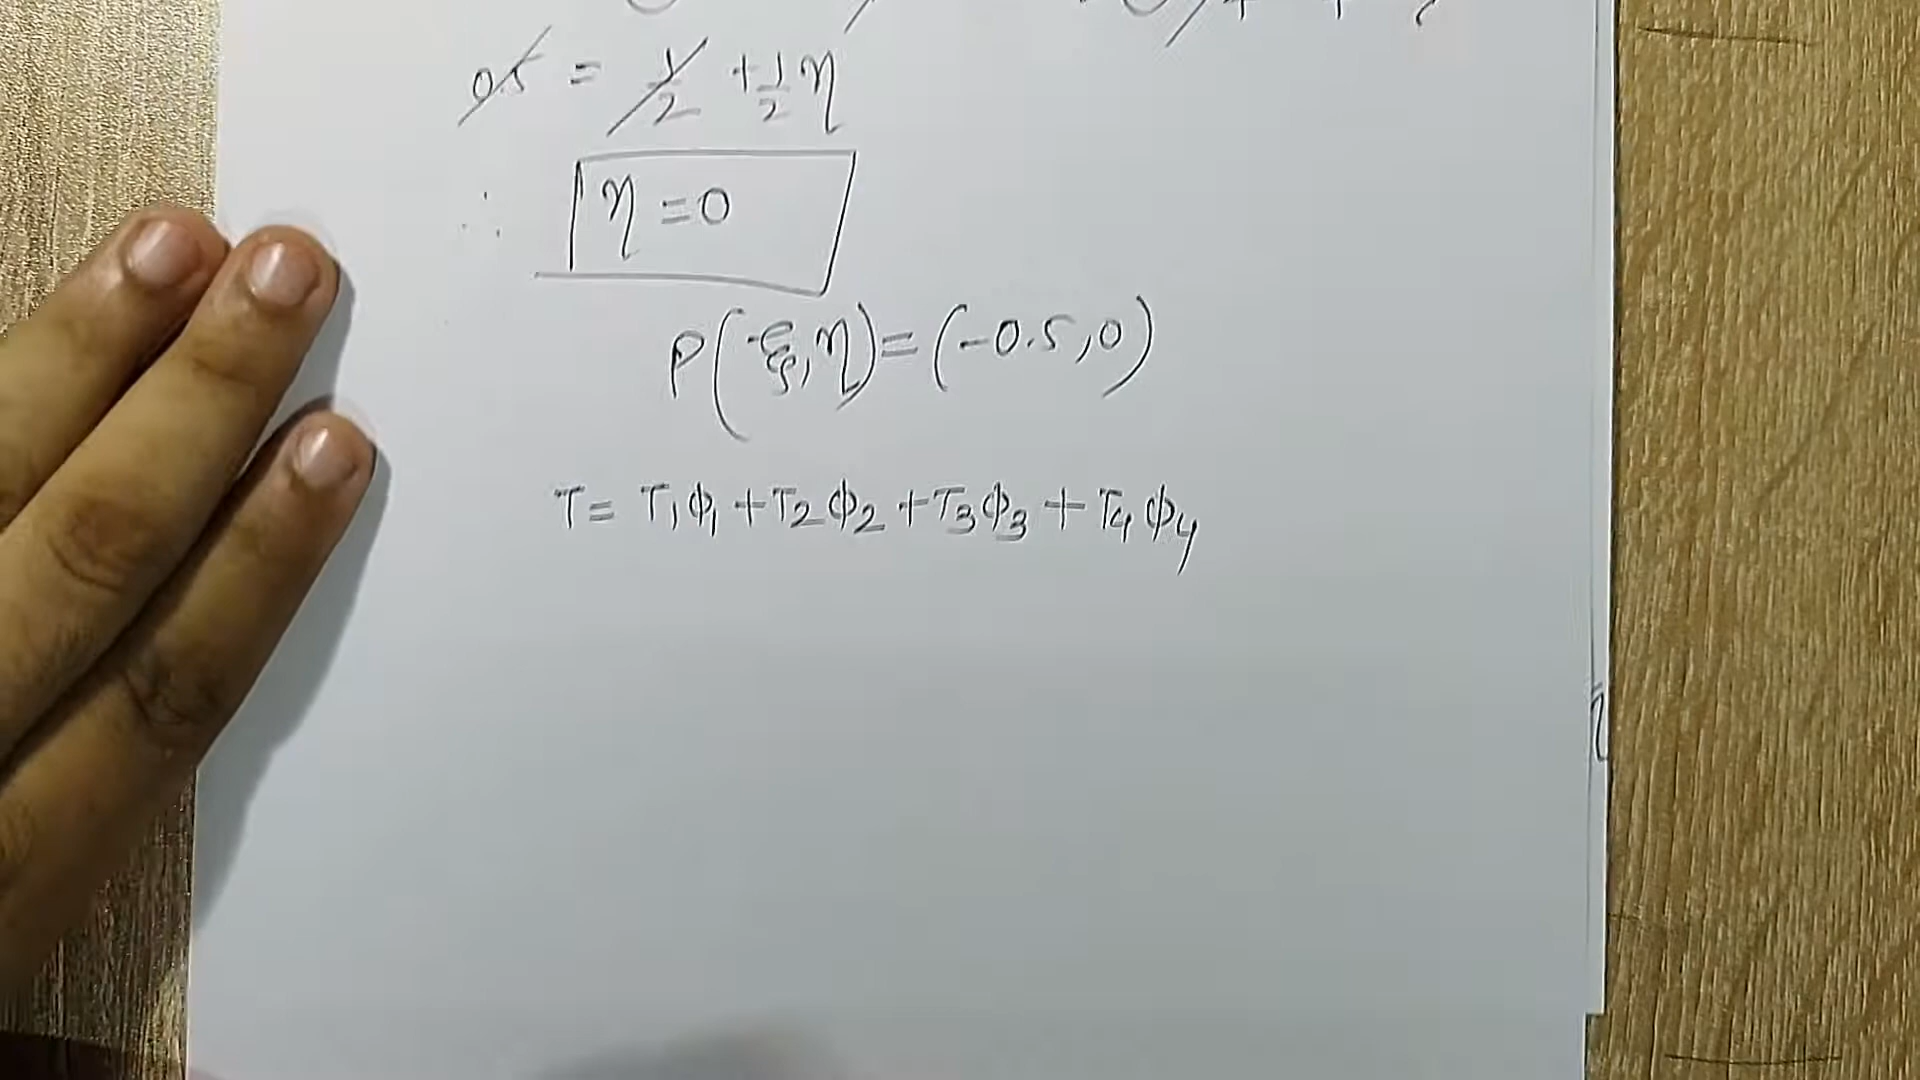 0.5 = 1/2 + 1/2 η
∴ η = 0
P(ξ, η) = (-0.5, 0)
T = T1ϕ1 + T2ϕ2 + T3ϕ3 + T4ϕ4